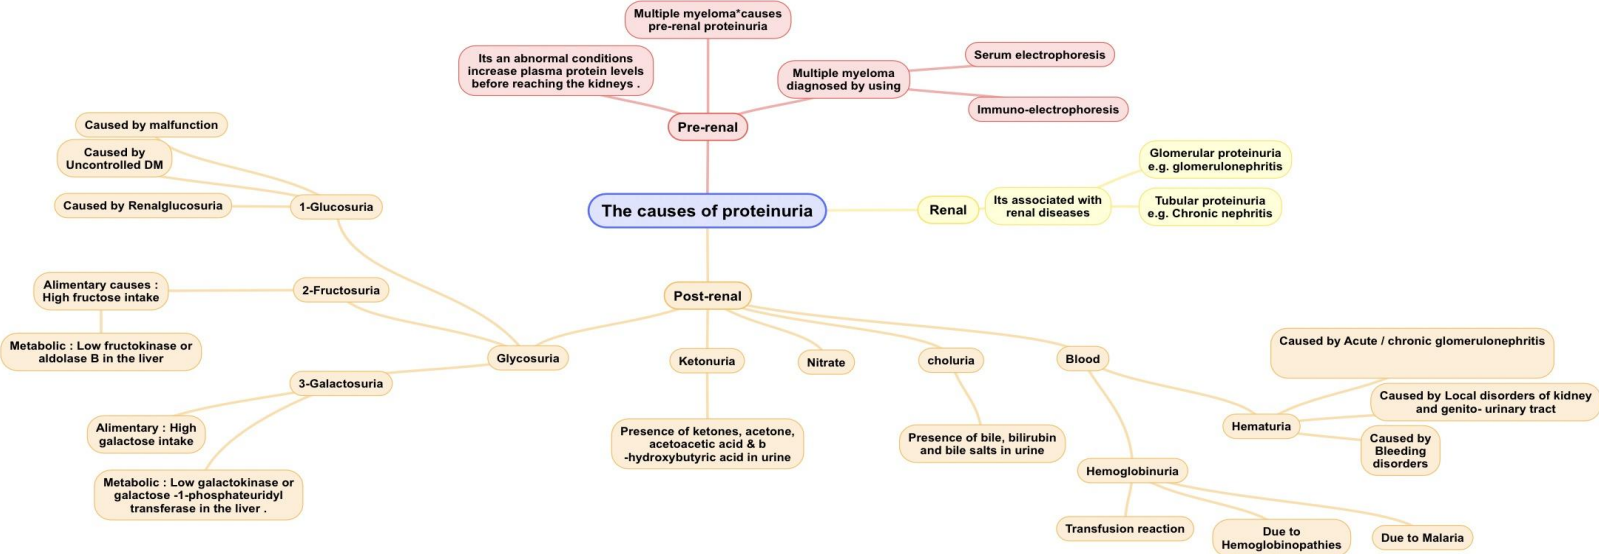 Multiple myeloma*causes
pre-renal proteinuria
Its an abnormal conditions
increase plasma protein levels
before reaching the kidneys .
Multiple myeloma
diagnosed by using
Serum electrophoresis
Immuno-electrophoresis
Pre-renal
The causes of proteinuria
Renal
Its associated with
renal diseases
Glomerular proteinuria
e.g. glomerulonephritis
Tubular proteinuria
e.g. Chronic nephritis
Post-renal
Glycosuria
1-Glucosuria
Caused by malfunction
Caused by
Uncontrolled DM
Caused by Renalglucosuria
2-Fructosuria
Alimentary causes :
High fructose intake
Metabolic : Low fructokinase or
aldolase B in the liver
3-Galactosuria
Alimentary : High
galactose intake
Metabolic : Low galactokinase or
galactose -1-phosphateuridyl
transferase in the liver .
Ketonuria
Presence of ketones, acetone,
acetoacetic acid & b
-hydroxybutyric acid in urine
Nitrate
choluria
Presence of bile, bilirubin
and bile salts in urine
Blood
Hematuria
Caused by Acute / chronic glomerulonephritis
Caused by Local disorders of kidney
and genito- urinary tract
Caused by
Bleeding
disorders
Hemoglobinuria
Transfusion reaction
Due to
Hemoglobinopathies
Due to Malaria